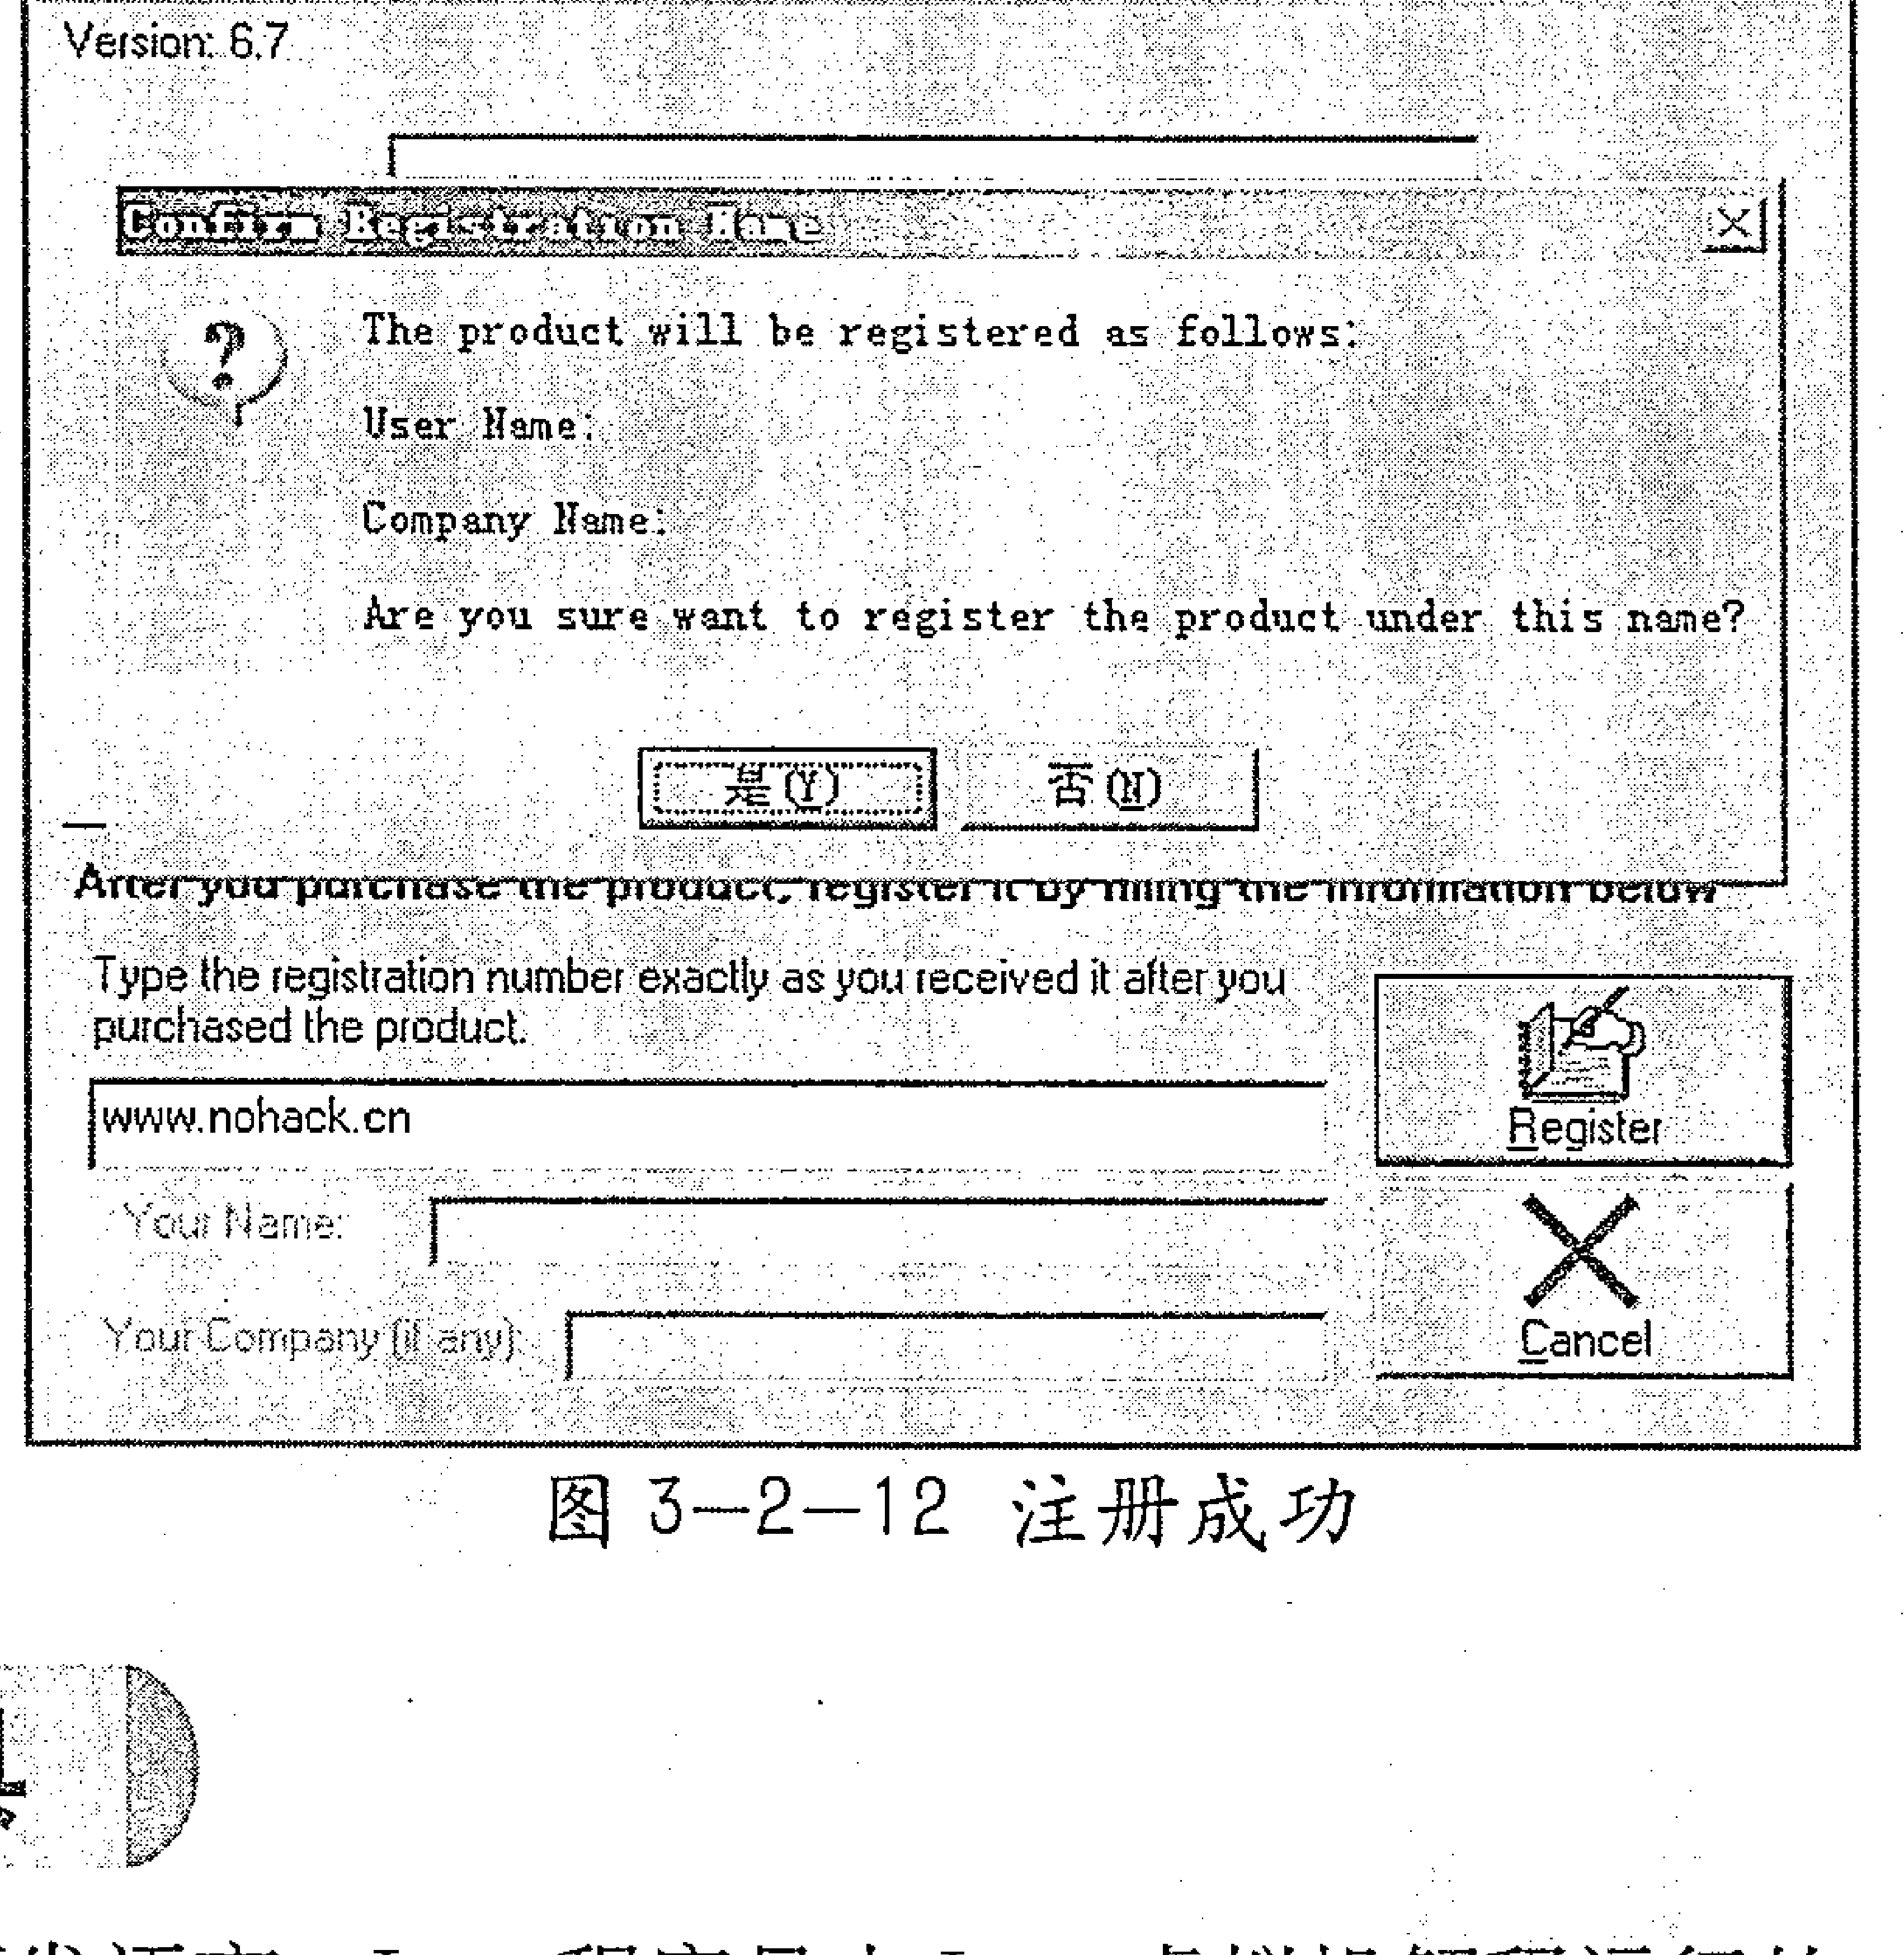 Version: 6.7
Confirm Registration Name
The product will be registered as follows:
User Name:
Company Name:
Are you sure want to register the product under this name?
是(Y)
否(N)
After you purchase the product, register it by filling the information below
Type the registration number exactly as you received it after you
purchased the product.
www.nohack.cn
Register
Your Name:
Your Company (if any):
Cancel
图 3-2-12 注册成功